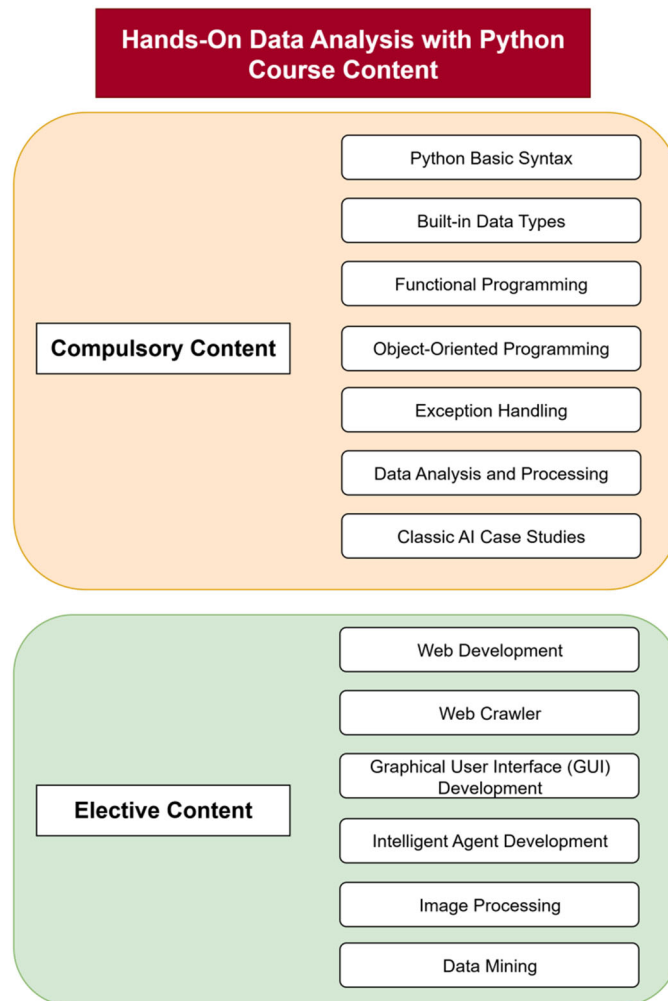 Hands-On Data Analysis with Python
Course Content
Python Basic Syntax
Built-in Data Types
Functional Programming
Compulsory Content
Object-Oriented Programming
Exception Handling
Data Analysis and Processing
Classic AI Case Studies
Web Development
Web Crawler
Graphical User Interface (GUI)
Development
Elective Content
Intelligent Agent Development
Image Processing
Data Mining